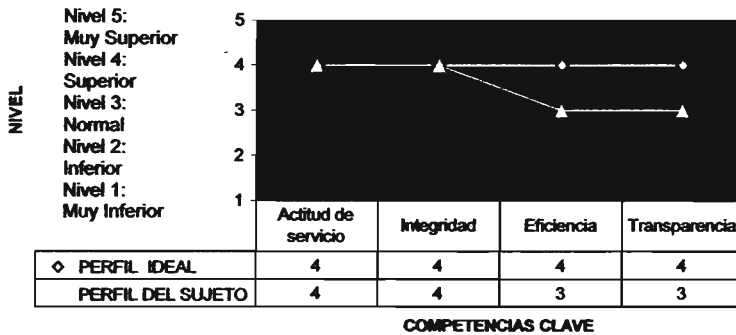 Nivel 5:
Muy Superior
Nivel 4:
Superior
Nivel 3:
Normal
Nivel 2:
Inferior
Nivel 1:
Muy Inferior
NIVEL
5
4
3
2
1
Actitud de servicio Integridad Eficiencia Transparencia
PERFIL IDEAL 4 4 4 4
PERFIL DEL SUJETO 4 4 3 3
COMPETENCIAS CLAVE